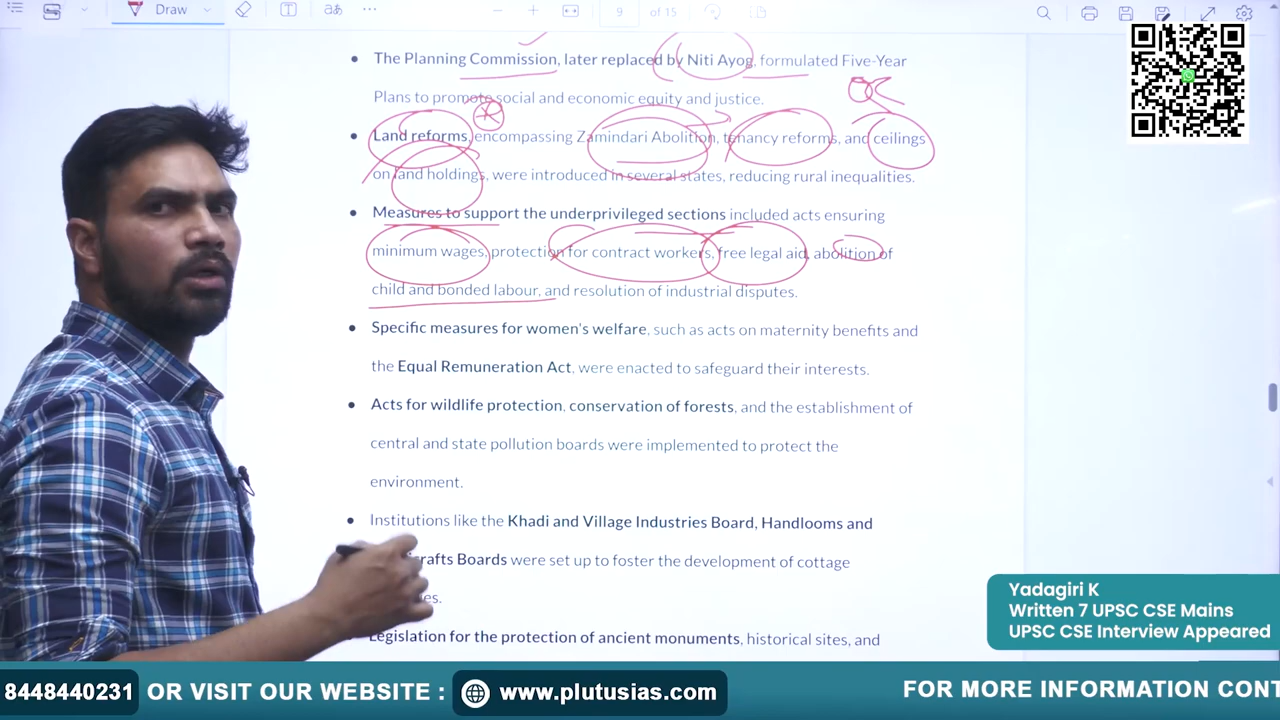 Draw
aあ
9 of 15
The Planning Commission, later replaced by Niti Ayog, formulated Five-Year
Plans to promote social and economic equity and justice.
Land reforms, encompassing Zamindari Abolition, tenancy reforms, and ceilings
on land holdings, were introduced in several states, reducing rural inequalities.
Measures to support the underprivileged sections included acts ensuring
minimum wages, protection for contract workers, free legal aid, abolition of
child and bonded labour, and resolution of industrial disputes.
Specific measures for women's welfare, such as acts on maternity benefits and
the Equal Remuneration Act, were enacted to safeguard their interests.
Acts for wildlife protection, conservation of forests, and the establishment of
central and state pollution boards were implemented to protect the
environment.
Institutions like the Khadi and Village Industries Board, Handlooms and
crafts Boards were set up to foster the development of cottage
es.
Legislation for the protection of ancient monuments, historical sites, and
Yadagiri K
Written 7 UPSC CSE Mains
UPSC CSE Interview Appeared
8448440231 OR VISIT OUR WEBSITE : www.plutusias.com FOR MORE INFORMATION CONT